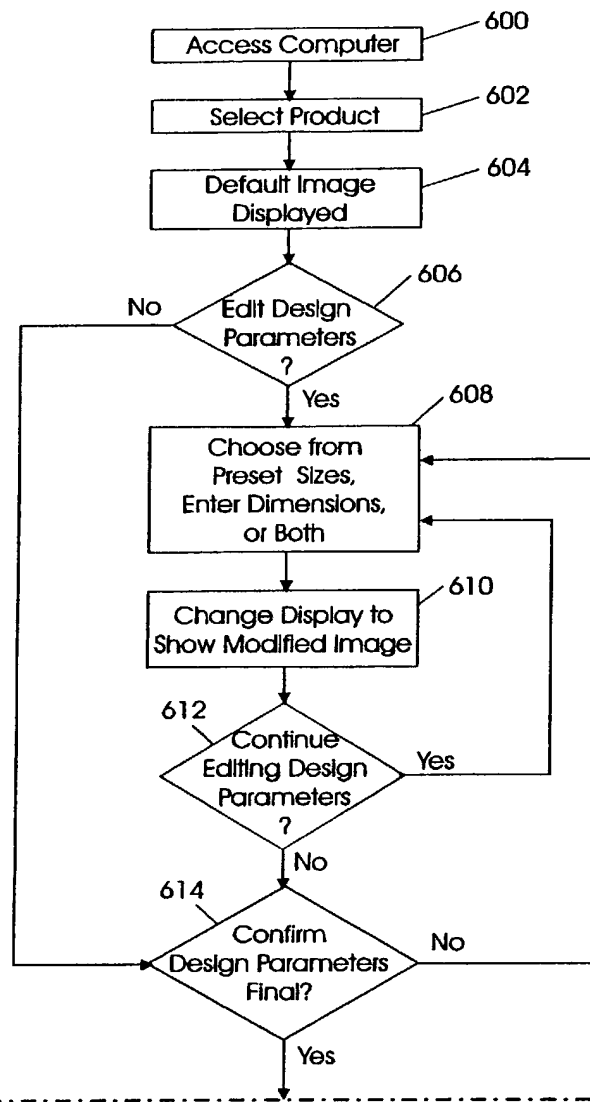 600
Access Computer
602
Select Product
604
Default Image
Displayed
606
No
Edit Design
Parameters
?
Yes
608
Choose from
Preset Sizes,
Enter Dimensions,
or Both
610
Change Display to
Show Modified Image
612
Continue
Editing Design
Parameters
?
Yes
No
614
Confirm
Design Parameters
Final?
No
Yes